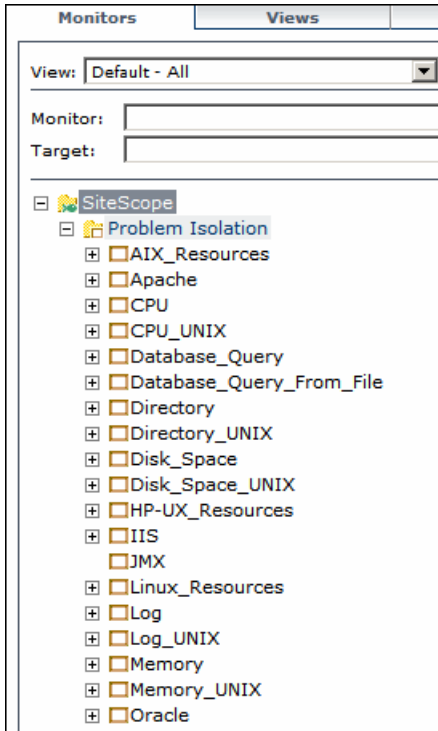 Monitors Views
View: Default - All
Monitor:
Target:
SiteScope
Problem Isolation
AIX_Resources
Apache
CPU
CPU_UNIX
Database_Query
Database_Query_From_File
Directory
Directory_UNIX
Disk_Space
Disk_Space_UNIX
HP-UX_Resources
IIS
JMX
Linux_Resources
Log
Log_UNIX
Memory
Memory_UNIX
Oracle